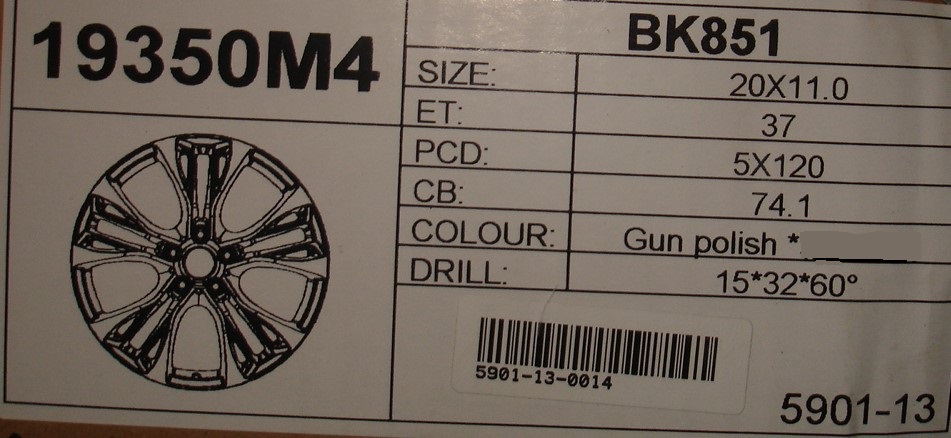 19350M4
BK851
SIZE: 20X11.0
ET: 37
PCD: 5X120
CB: 74.1
COLOUR: Gun polish *
DRILL: 15*32*60°
5901-13-0014
5901-13